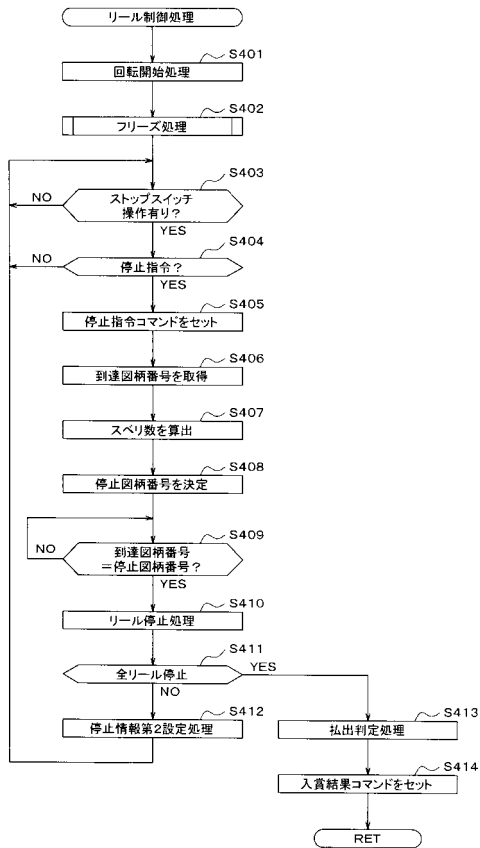 リール制御処理
S401
回転開始処理
S402
フリーズ処理
S403
NO
ストップスイッチ
操作有り?
YES
S404
NO
停止指令?
YES
S405
停止指令コマンドをセット
S406
到達図柄番号を取得
S407
スベリ数を算出
S408
停止図柄番号を決定
S409
NO
到達図柄番号
=停止図柄番号?
YES
S410
リール停止処理
S411
全リール停止
YES
NO
S412
停止情報第2設定処理
S413
払出判定処理
S414
入賞結果コマンドをセット
RET